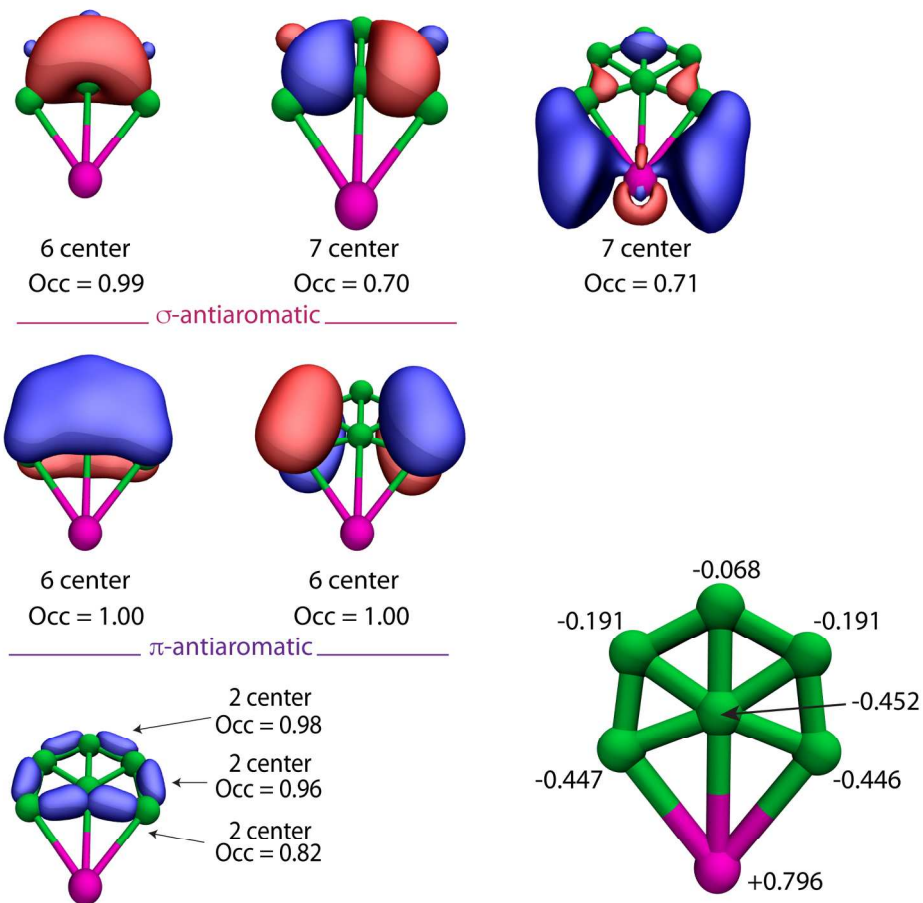 6 center
Occ = 0.99
7 center
Occ = 0.70
7 center
Occ = 0.71
σ-antiaromatic
6 center
Occ = 1.00
6 center
Occ = 1.00
π-antiaromatic
2 center
Occ = 0.98
2 center
Occ = 0.96
2 center
Occ = 0.82
-0.068
-0.191
-0.191
-0.452
-0.447
-0.446
+0.796